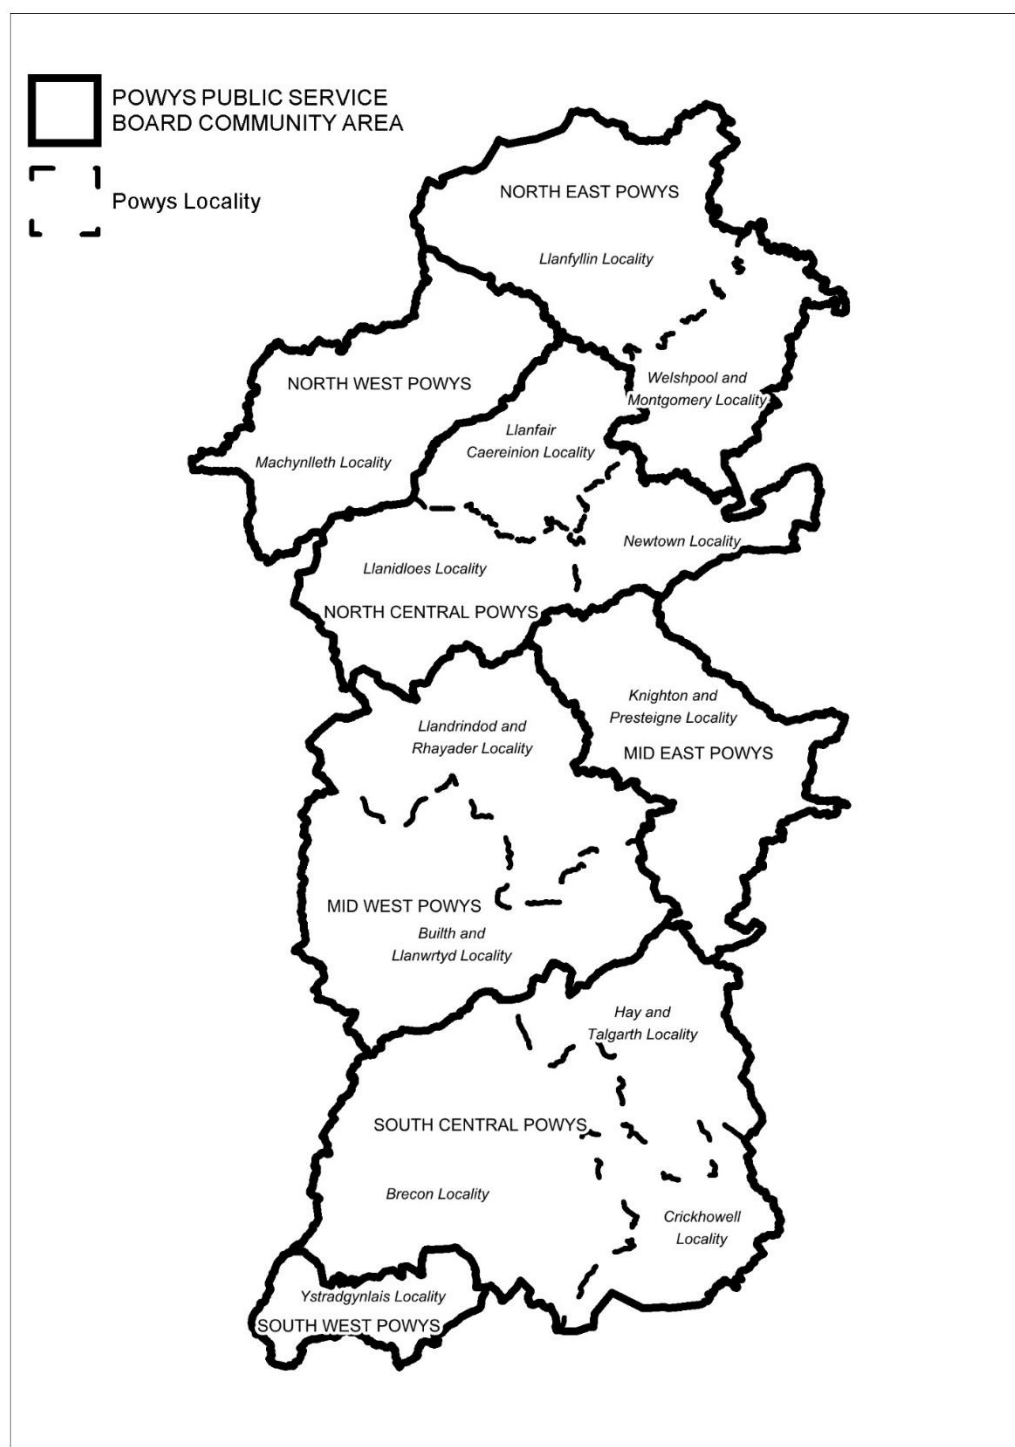 POWYS PUBLIC SERVICE
BOARD COMMUNITY AREA
Powys Locality
NORTH EAST POWYS
Llanfyllin Locality
Welshpool and
Montgomery Locality
NORTH WEST POWYS
Machynlleth Locality
Llanfair
Caereinion Locality
Newtown Locality
Llanidloes Locality
NORTH CENTRAL POWYS
Knighton and
Presteigne Locality
MID EAST POWYS
Llandrindod and
Rhayader Locality
MID WEST POWYS
Builth and
Llanwrtyd Locality
Hay and
Talgarth Locality
SOUTH CENTRAL POWYS
Brecon Locality
Crickhowell
Locality
Ystradgynlais Locality
SOUTH WEST POWYS